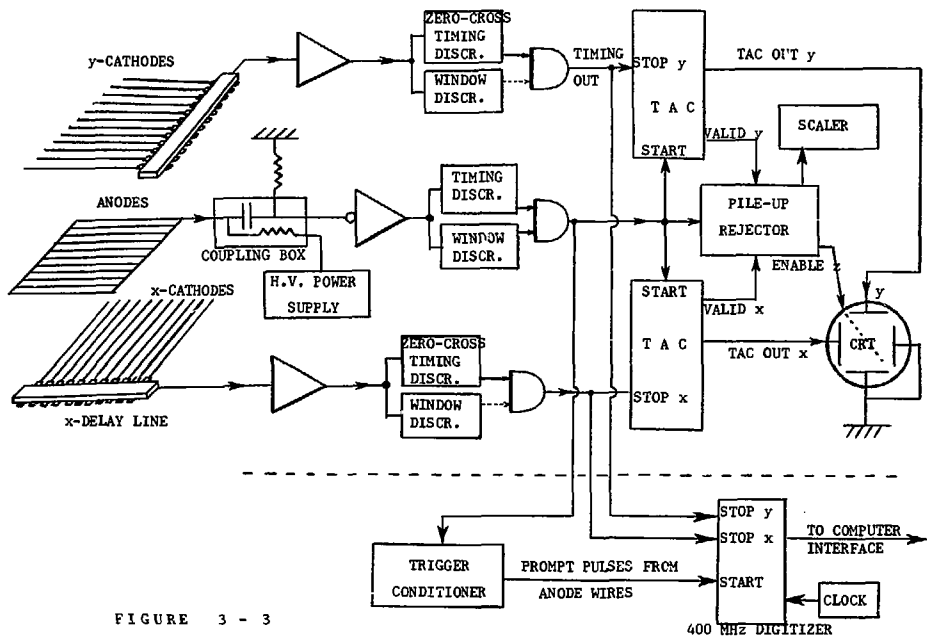 y-CATHODES
ZERO-CROSS
TIMING
DISCR.
WINDOW
DISCR.
TIMING
OUT
STOP y
T A C
START
TAC OUT y
VALID y
SCALER
ANODES
COUPLING BOX
H.V. POWER
SUPPLY
TIMING
DISCR.
WINDOW
DISCR.
PILE-UP
REJECTOR
ENABLE z
x-CATHODES
x-DELAY LINE
ZERO-CROSS
TIMING
DISCR.
WINDOW
DISCR.
START
T A C
STOP x
VALID x
TAC OUT x
y
CRT
TRIGGER
CONDITIONER
PROMPT PULSES FROM
ANODE WIRES
STOP y
STOP x
START
TO COMPUTER
INTERFACE
CLOCK
400 MHz DIGITIZER
FIGURE 3 - 3